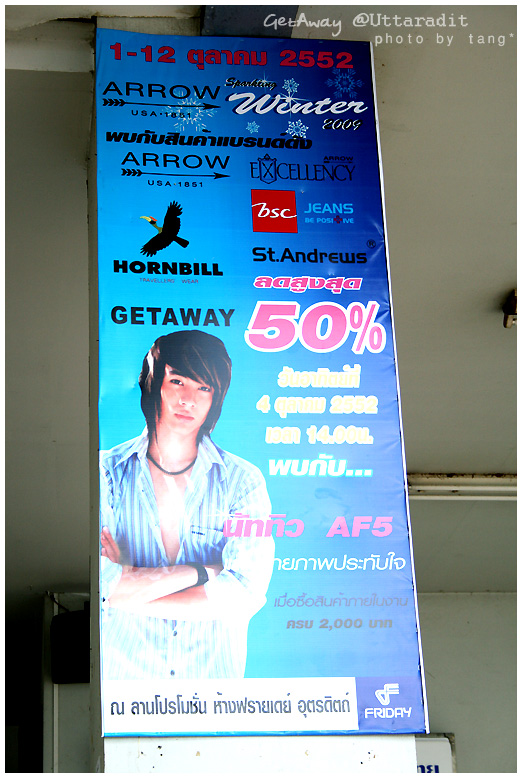 GetAway @Uttaradit
photo by tang*
1-12 ตุลาคม 2552
ARROW
USA·1851
Sparkling
Winter
2009
พบกับสินค้าแบรนด์ดัง
ARROW
USA·1851
ARROW
EXCELLENCY
bsc JEANS
BE POSITIVE
HORNBILL
TRAVELLING WEAR
St.Andrews®
ลดสูงสุด
GETAWAY 50%
วันอาทิตย์ที่
4 ตุลาคม 2552
เวลา 14.00น.
พบกับ...
นัททิว AF5
ายภาพประทับใจ
เมื่อซื้อสินค้าภายในงาน
ครบ 2,000 บาท
ณ ลานโปรโมชั่น ห้างฟรายเดย์ อุตรดิตถ์
FRIDAY